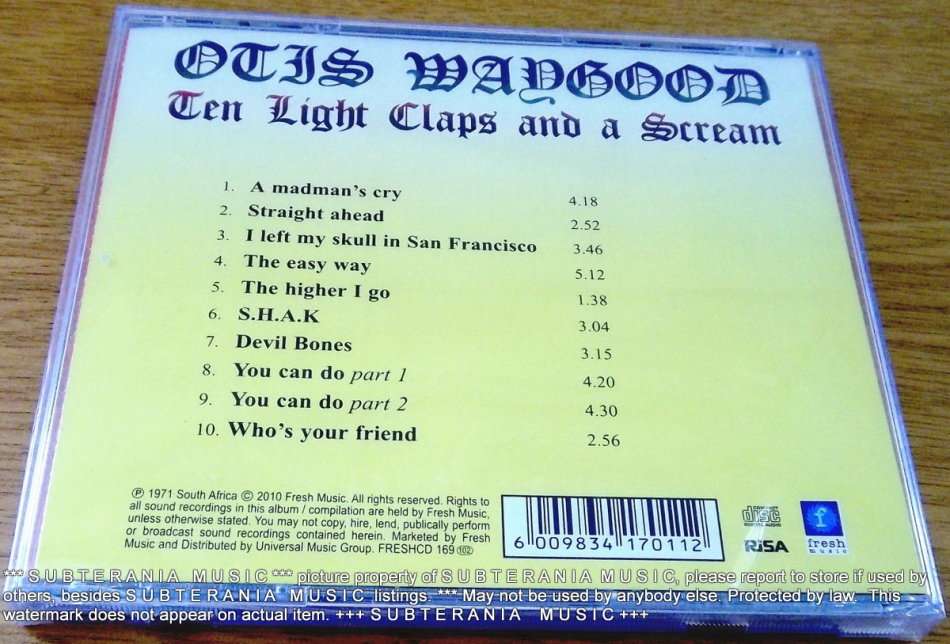 OTIS WAYGOOD
Ten Light Claps and a Scream
1. A madman's cry 4.18
2. Straight ahead 2.52
3. I left my skull in San Francisco 3.46
4. The easy way 5.12
5. The higher I go 1.38
6. S.H.A.K 3.04
7. Devil Bones 3.15
8. You can do part 1 4.20
9. You can do part 2 4.30
10. Who's your friend 2.56
℗ 1971 South Africa © 2010 Fresh Music. All rights reserved. Rights to
all sound recordings in this album / compilation are held by Fresh Music,
unless otherwise stated. You may not copy, hire, lend, publically perform
or broadcast sound recordings contained herein. Marketed by Fresh
Music and Distributed by Universal Music Group. FRESHCD 169 (102)
6 009834 170112
COMPACT
disc
DIGITAL AUDIO
RiSA
f
fresh
music
*** S U B T E R A N I A M U S I C *** picture property of S U B T E R A N I A M U S I C, please report to store if used by
others, besides S U B T E R A N I A M U S I C listings. *** May not be used by anybody else. Protected by law. This
watermark does not appear on actual item. +++ S U B T E R A N I A M U S I C +++